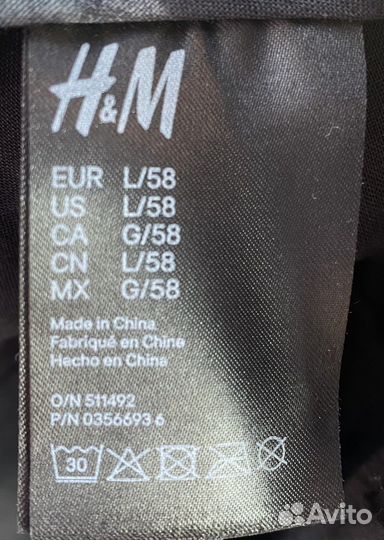 H&M
EUR L/58
US L/58
CA G/58
CN L/58
MX G/58
Made in China
Fabriqué en Chine
Hecho en China
O/N 511492
P/N 0356693 6
30
Avito